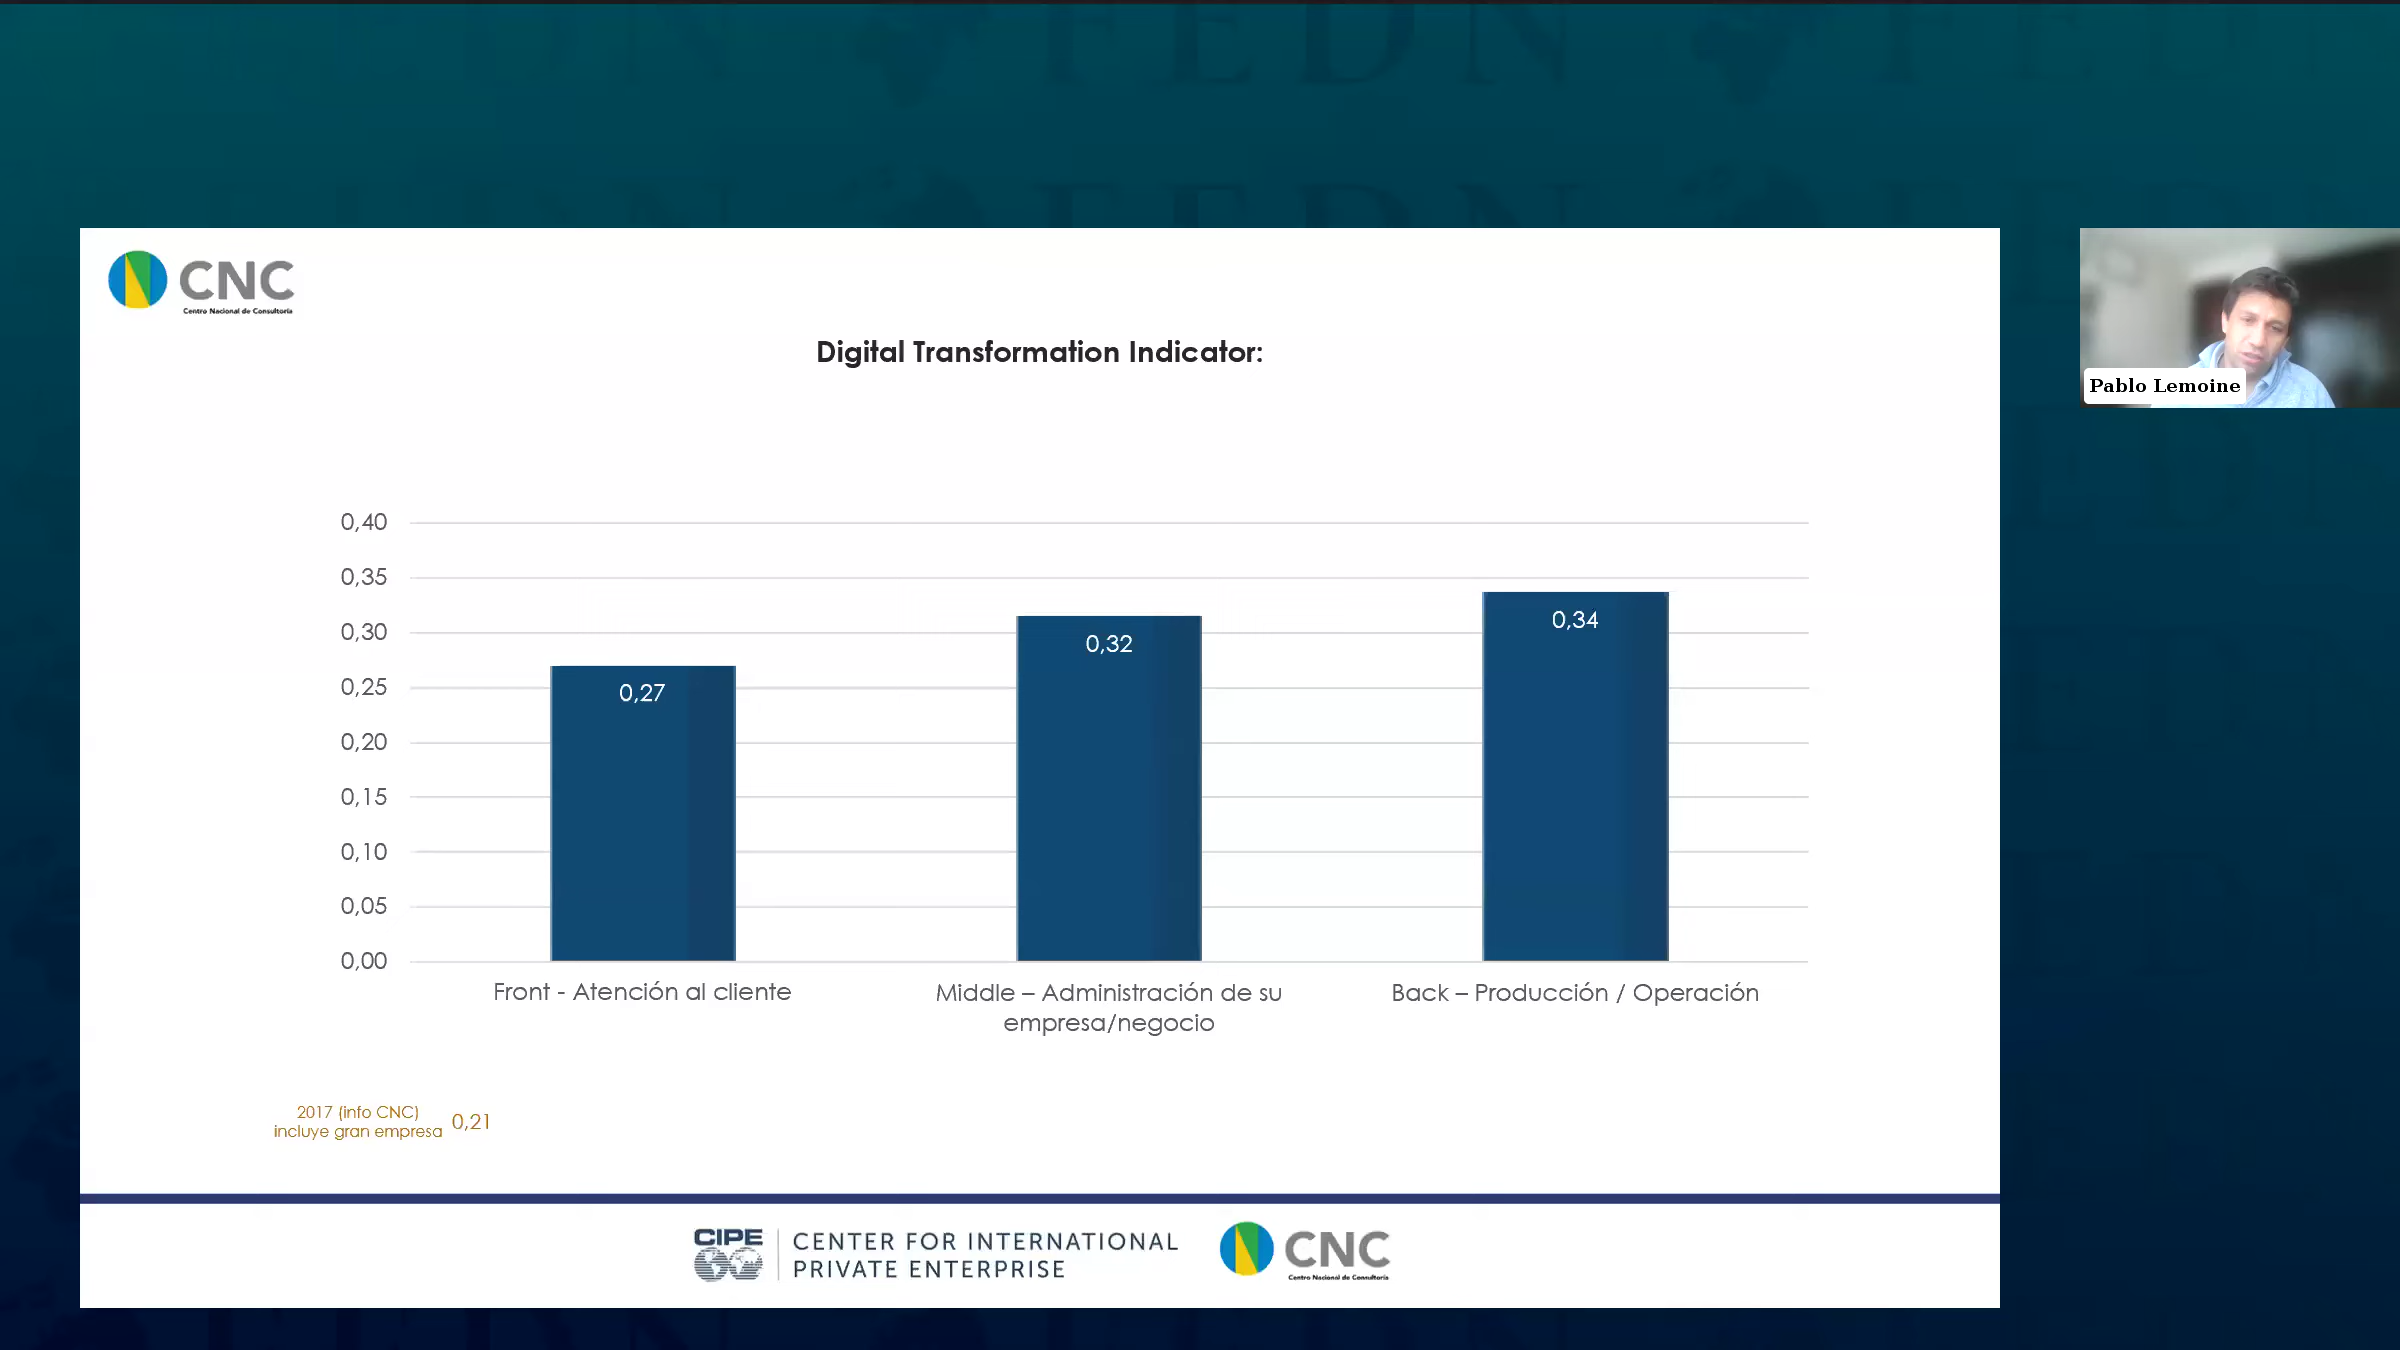 FEDN
FEDN
CNC
Centro Nacional de Consultoría
Digital Transformation Indicator:
0,40
0,35
0,30
0,25
0,20
0,15
0,10
0,05
0,00
0,27
0,32
0,34
Front - Atención al cliente
Middle – Administración de su
empresa/negocio
Back – Producción / Operación
2017 (info CNC)
incluye gran empresa
0,21
CIPE
CENTER FOR INTERNATIONAL
PRIVATE ENTERPRISE
CNC
Centro Nacional de Consultoría
Pablo Lemoine